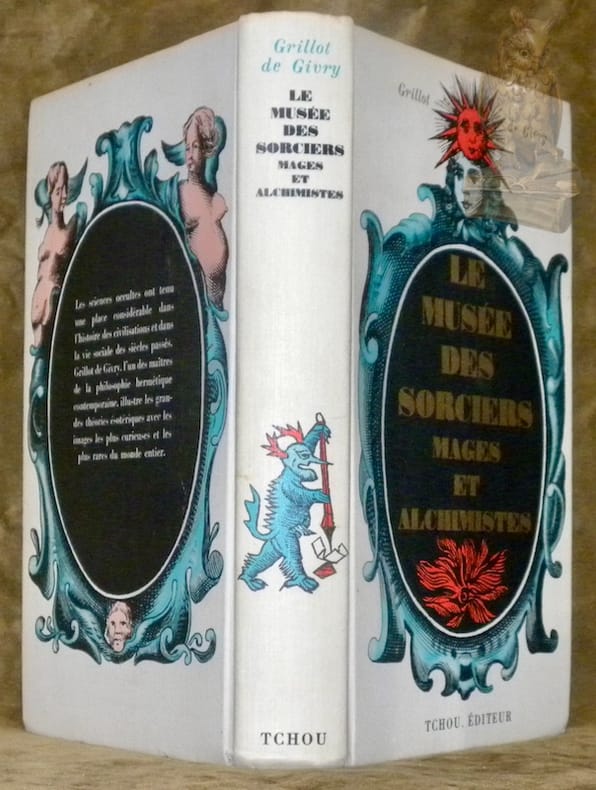 Les sciences occultes ont tenu
une place considérable dans
l'histoire des civilisations et dans
la vie sociale des siècles passés.
Grillot de Givry, l'un des maîtres
de la philosophie hermétique
contemporaine, illustre les gran-
des théories ésotériques avec les
images les plus curieuses et les
plus rares du monde entier.
Grillot
de Givry
LE
MUSÉE
DES
SORCIERS
MAGES
ET
ALCHIMISTES
TCHOU
Grillot de Givry
LE
MUSÉE
DES
SORCIERS
MAGES
ET
ALCHIMISTES
TCHOU, ÉDITEUR